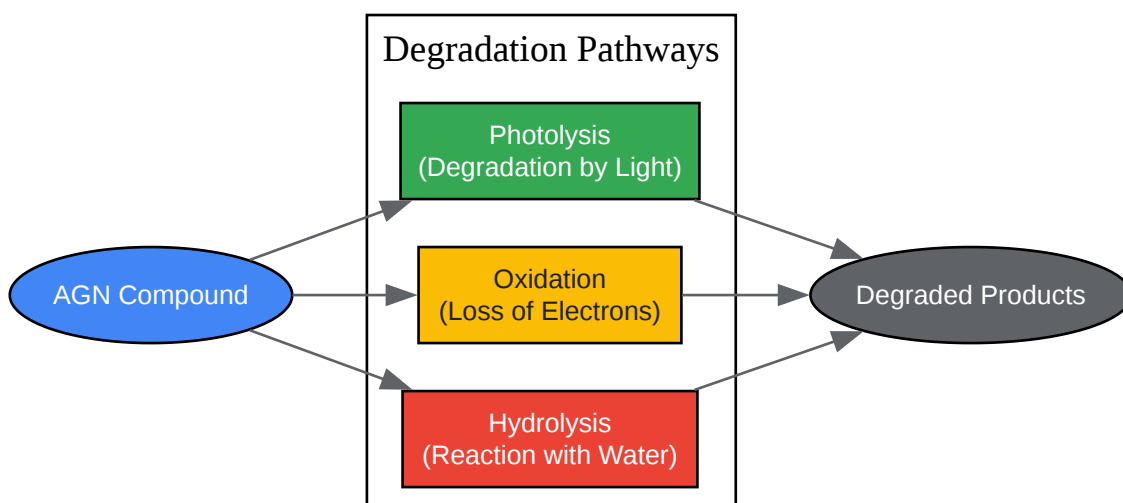 Degradation Pathways
Photolysis
(Degradation by Light)
AGN Compound
Oxidation
(Loss of Electrons)
Degraded Products
Hydrolysis
(Reaction with Water)